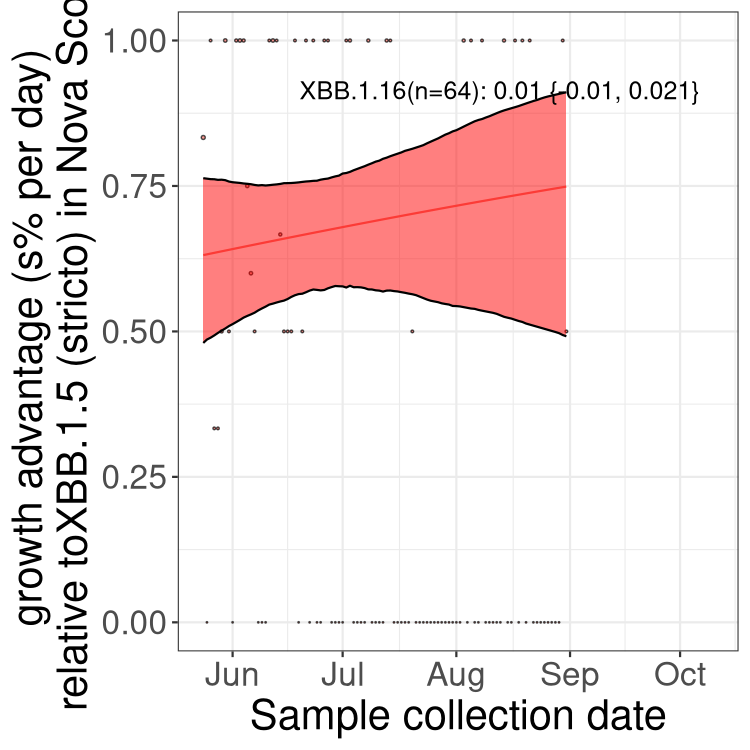 growth advantage (s% per day)
relative toXBB.1.5 (stricto) in Nova Sco
1.00
0.75
0.50
0.25
0.00
XBB.1.16(n=64): 0.01 {-0.01, 0.021}
Jun Jul Aug Sep Oct
Sample collection date